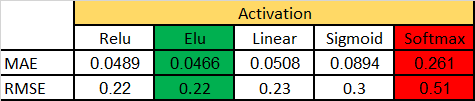 Activation
Relu Elu Linear Sigmoid Softmax
MAE 0.0489 0.0466 0.0508 0.0894 0.261
RMSE 0.22 0.22 0.23 0.3 0.51